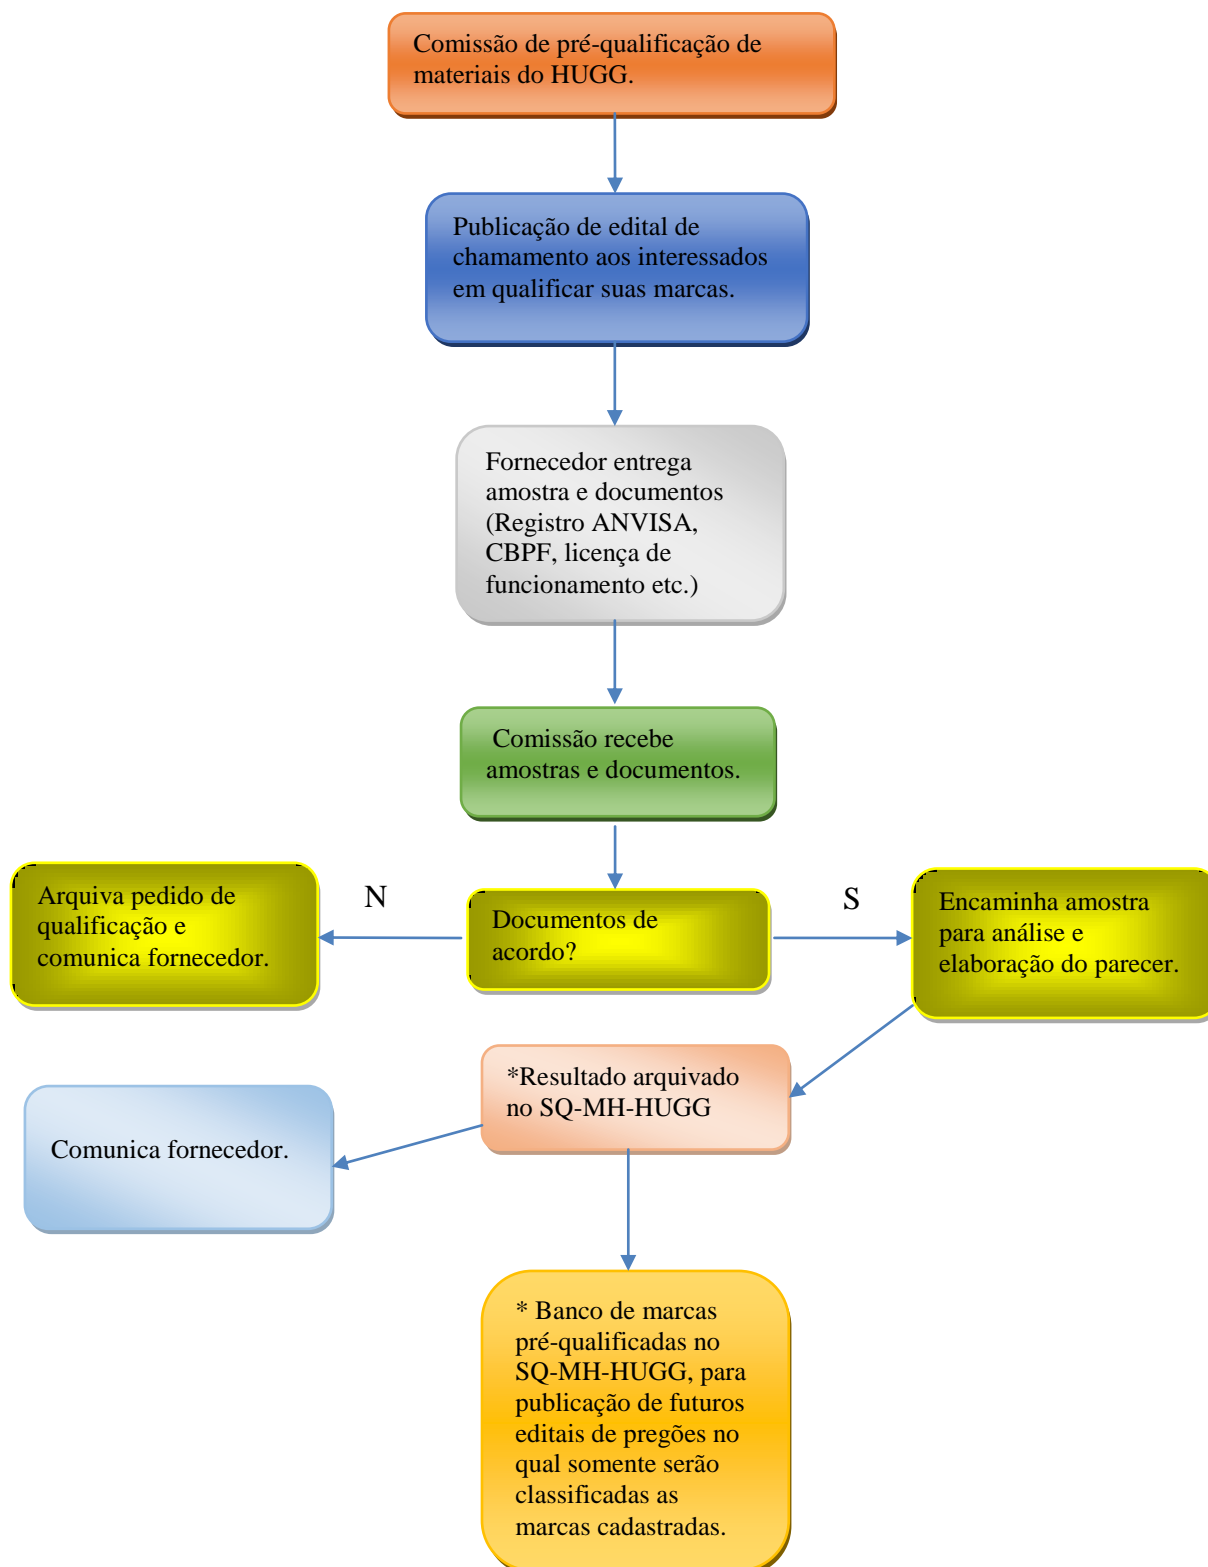 Comissão de pré-qualificação de
materiais do HUGG.
Publicação de edital de
chamamento aos interessados
em qualificar suas marcas.
Fornecedor entrega
amostra e documentos
(Registro ANVISA,
CBPF, licença de
funcionamento etc.)
Comissão recebe
amostras e documentos.
Arquiva pedido de
qualificação e
comunica fornecedor.
N
Documentos de
acordo?
S
Encaminha amostra
para análise e
elaboração do parecer.
*Resultado arquivado
no SQ-MH-HUGG
Comunica fornecedor.
* Banco de marcas
pré-qualificadas no
SQ-MH-HUGG, para
publicação de futuros
editais de pregões no
qual somente serão
classificadas as
marcas cadastradas.